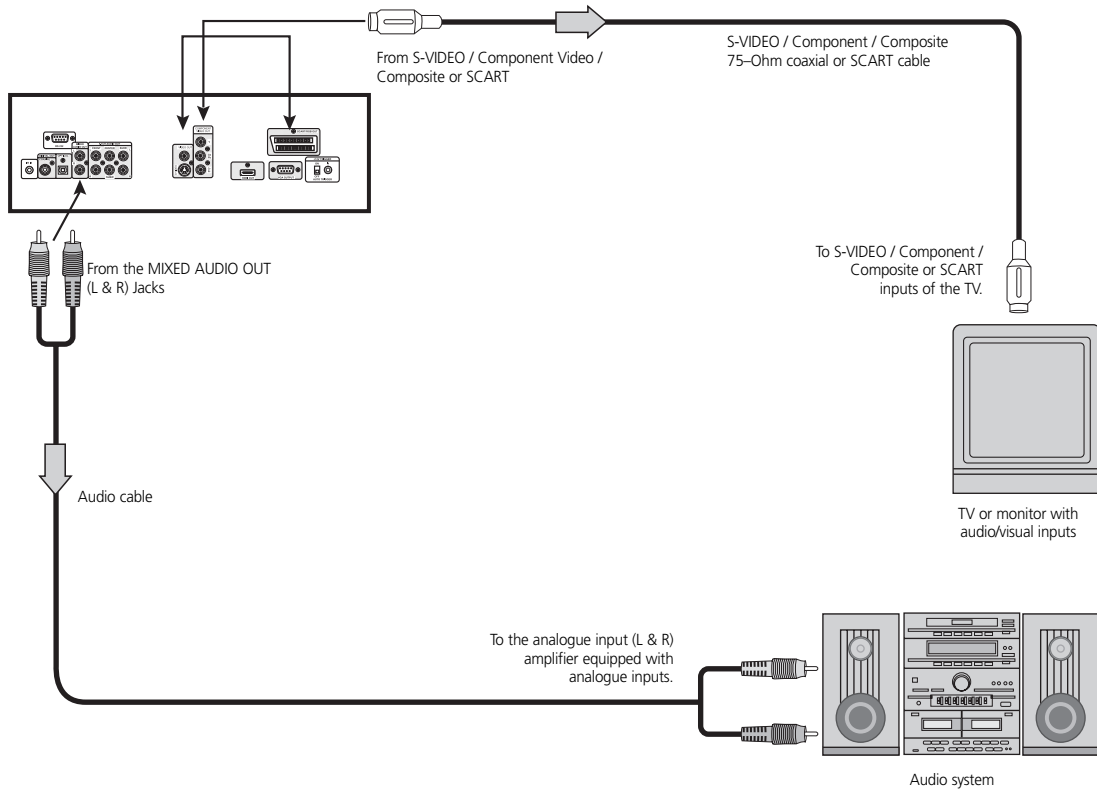 From S-VIDEO / Component Video /
Composite or SCART
S-VIDEO / Component / Composite
75–Ohm coaxial or SCART cable
To S-VIDEO / Component /
Composite or SCART
inputs of the TV.
From the MIXED AUDIO OUT
(L & R) Jacks
Audio cable
TV or monitor with
audio/visual inputs
To the analogue input (L & R)
amplifier equipped with
analogue inputs.
Audio system